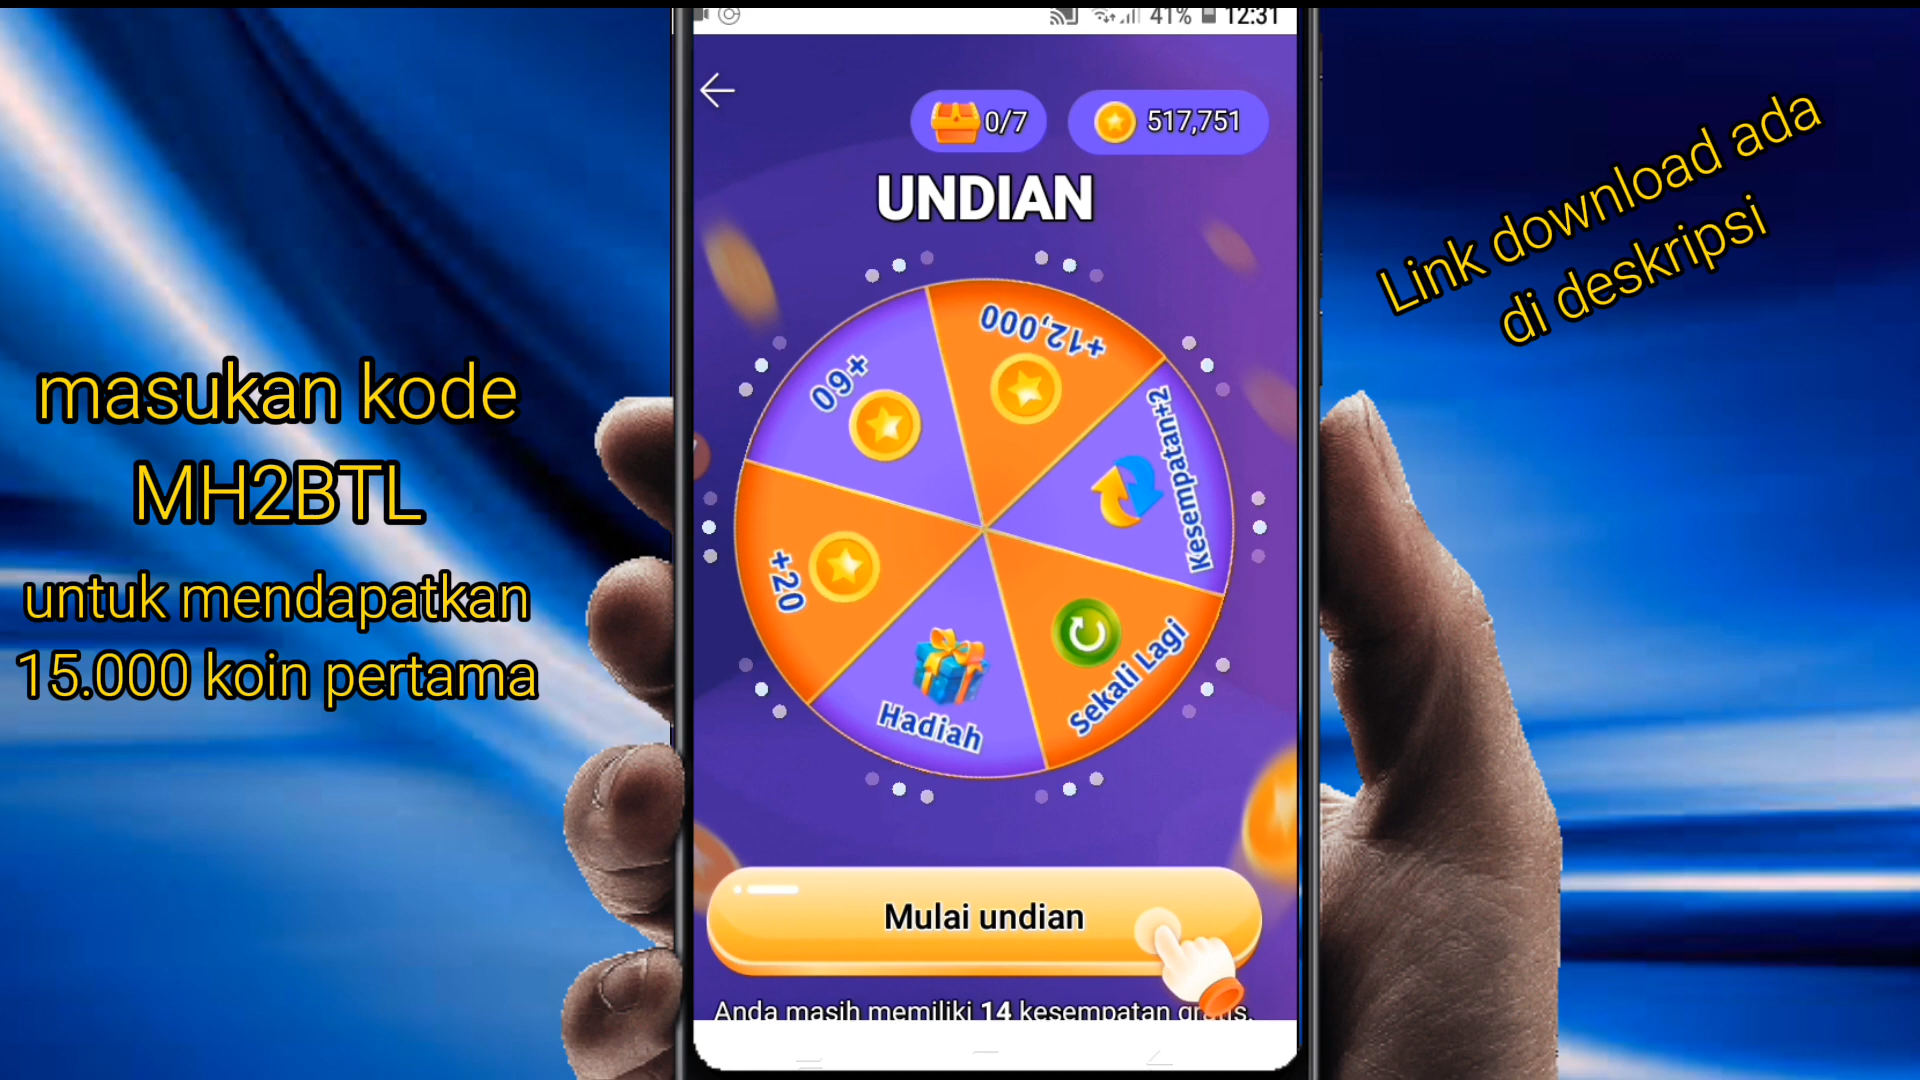 41% 12:31
0/7 517,751
UNDIAN
+12,000
+60
Kesempatan+2
+20
Sekali Lagi
Hadiah
Mulai undian
Anda masih memiliki 14 kesempatan gratis.
masukan kode
MH2BTL
untuk mendapatkan
15.000 koin pertama
Link download ada
di deskripsi